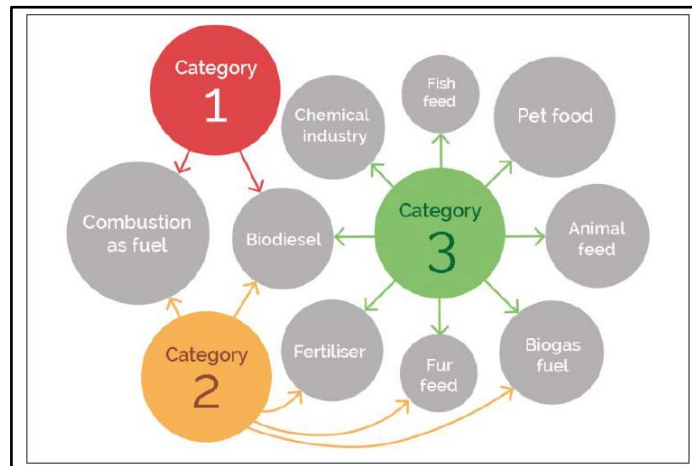 Category
1
Chemical
industry
Fish
feed
Pet food
Combustion
as fuel
Biodiesel
Category
3
Animal
feed
Category
2
Fertiliser
Fur
feed
Biogas
fuel